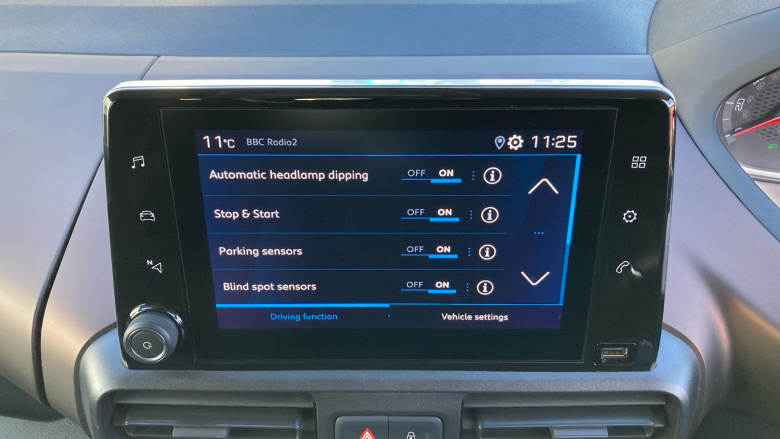 11°C BBC Radio2 11:25
Automatic headlamp dipping OFF ON
Stop & Start OFF ON
Parking sensors OFF ON
Blind spot sensors OFF ON
Driving function Vehicle settings
N
20